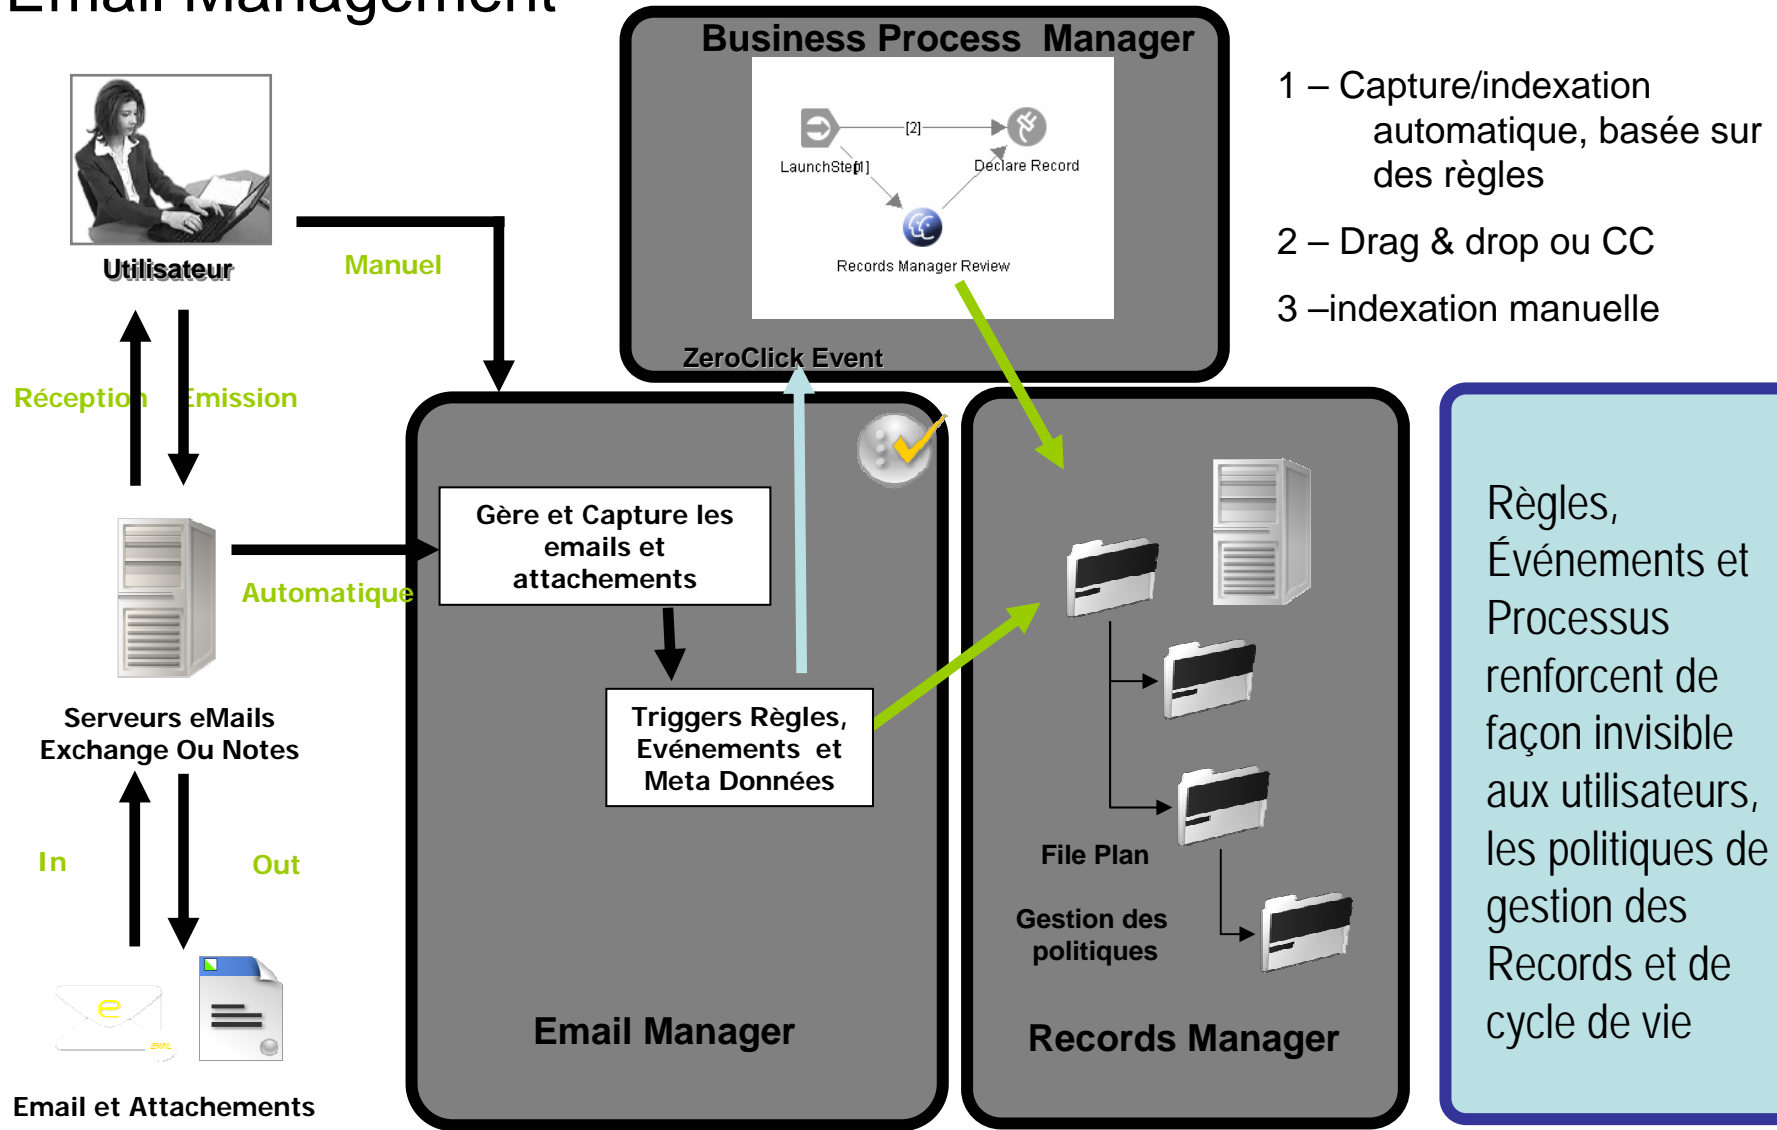 Email Management
Business Process Manager
[2]
LaunchStep
[1]
Declare Record
Records Manager Review
ZeroClick Event
1 – Capture/indexation
automatique, basée sur
des règles
2 – Drag & drop ou CC
3 –indexation manuelle
Utilisateur
Manuel
Réception
Emission
Automatique
Serveurs eMails
Exchange Ou Notes
In
Out
e
EMAIL
Email et Attachements
Gère et Capture les
emails et
attachements
Triggers Règles,
Evénements et
Meta Données
Email Manager
File Plan
Gestion des
politiques
Records Manager
Règles,
Événements et
Processus
renforcent de
façon invisible
aux utilisateurs,
les politiques de
gestion des
Records et de
cycle de vie